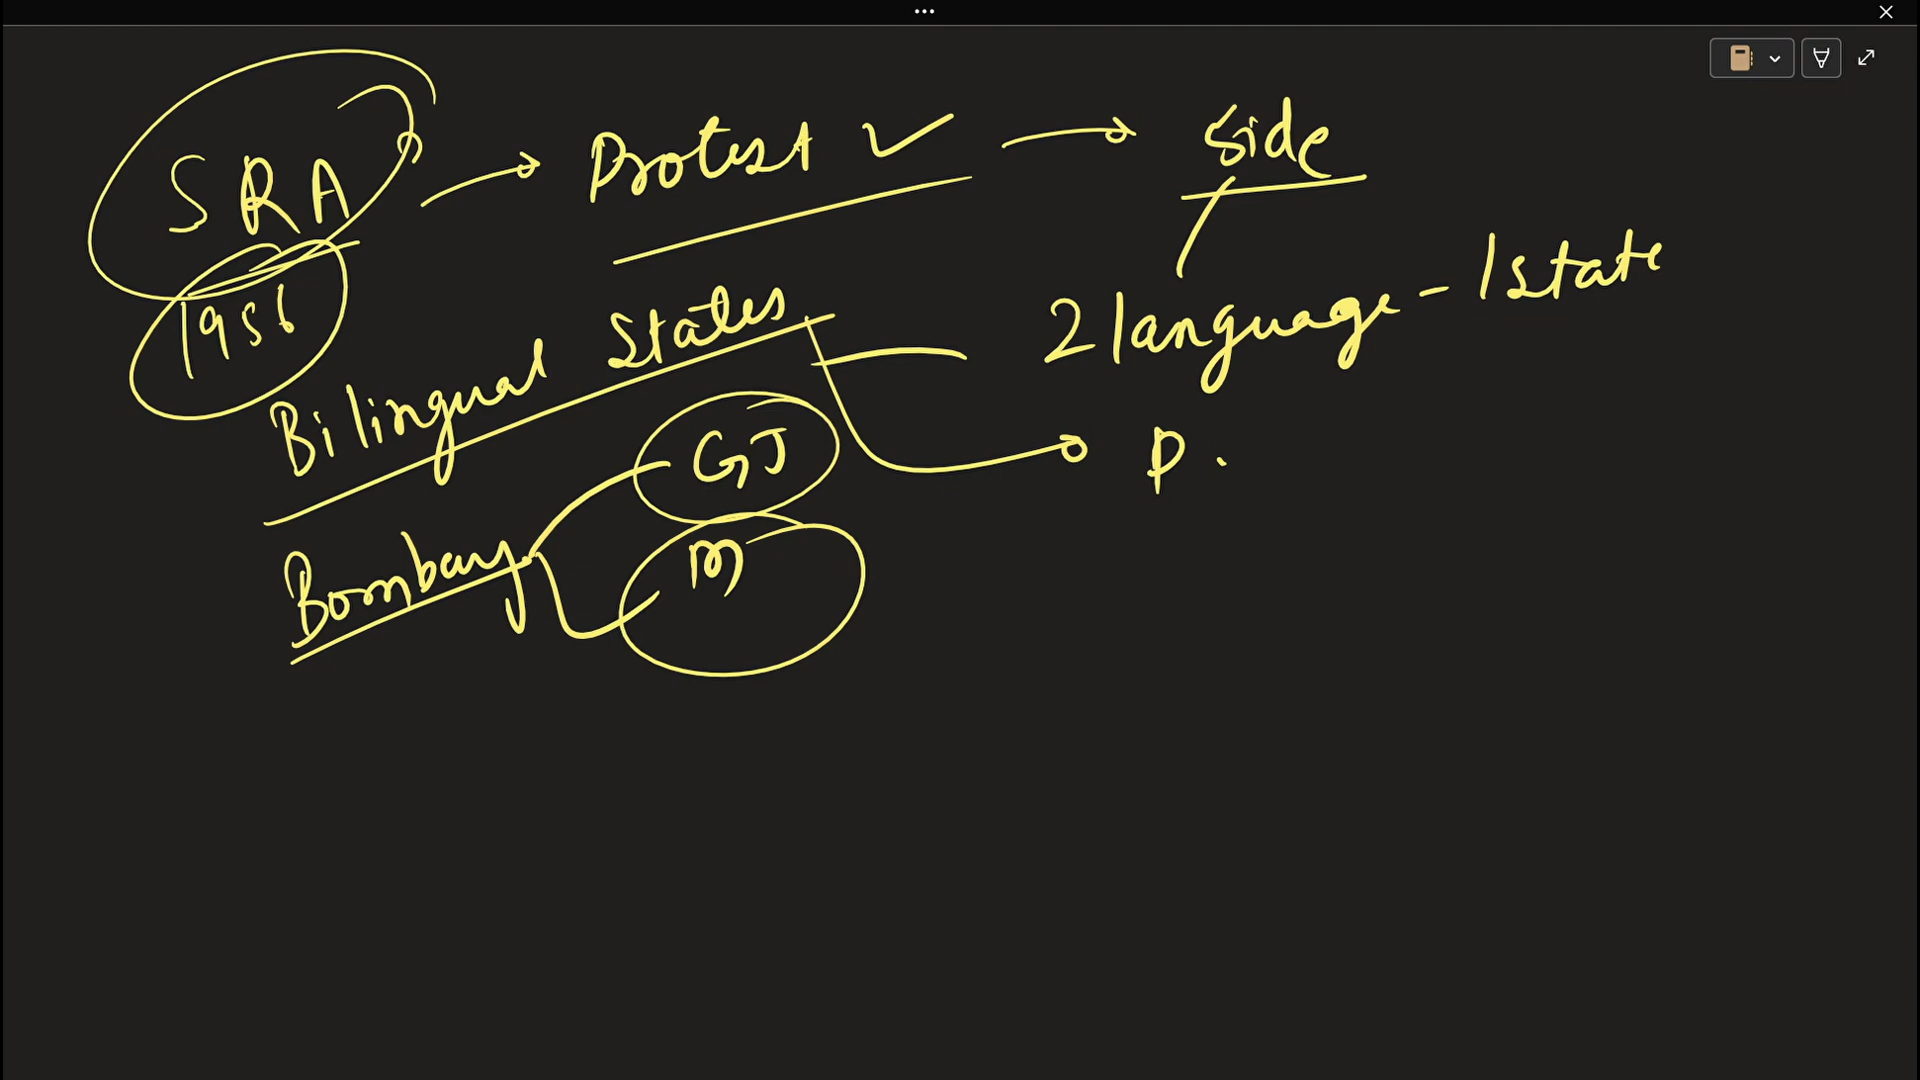 SRA → Protest ✓ → Side
1956
Bilingual States
2 language - 1 state
P.
GJ
Bombay
M